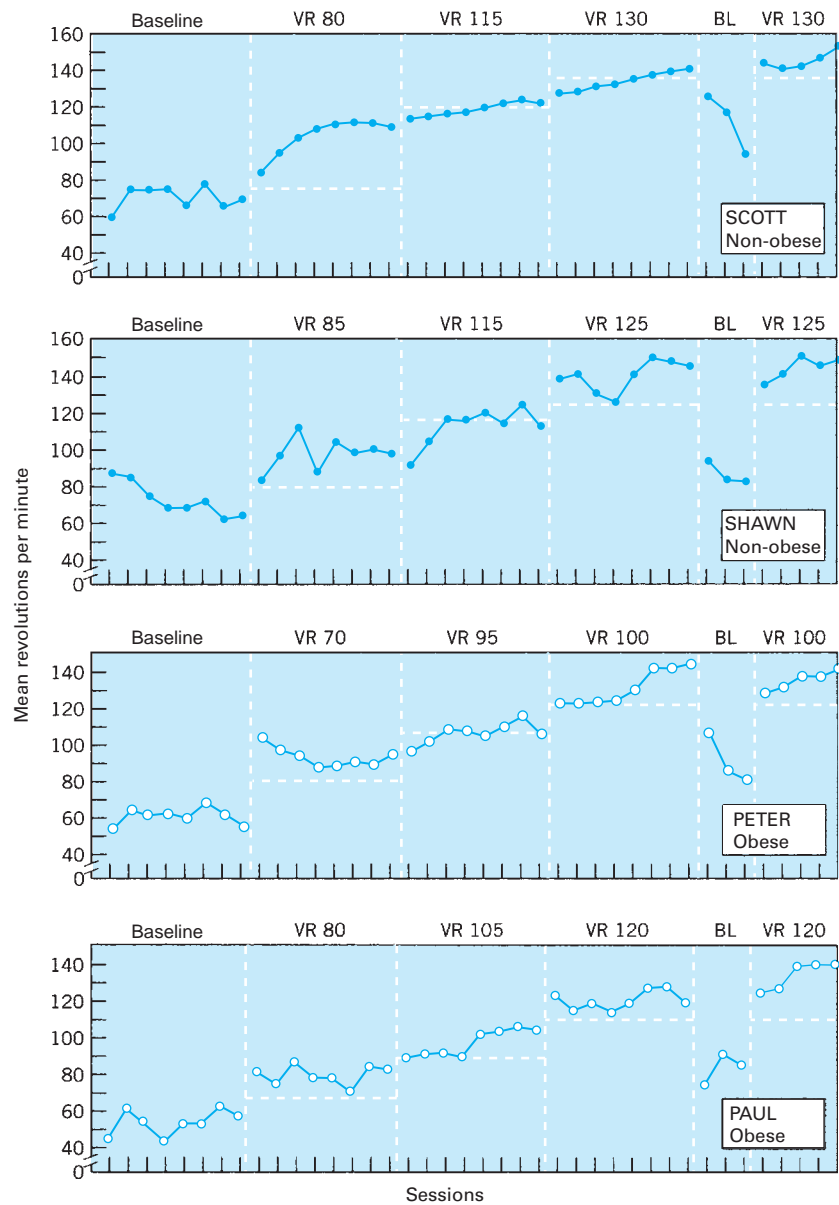 Baseline VR 80 VR 115 VR 130 BL VR 130
160
140
120
100
80
60
40
0
SCOTT
Non-obese
Baseline VR 85 VR 115 VR 125 BL VR 125
160
140
120
100
80
60
40
0
SHAWN
Non-obese
Mean revolutions per minute
Baseline VR 70 VR 95 VR 100 BL VR 100
140
120
100
80
60
40
0
PETER
Obese
Baseline VR 80 VR 105 VR 120 BL VR 120
140
120
100
80
60
40
0
PAUL
Obese
Sessions